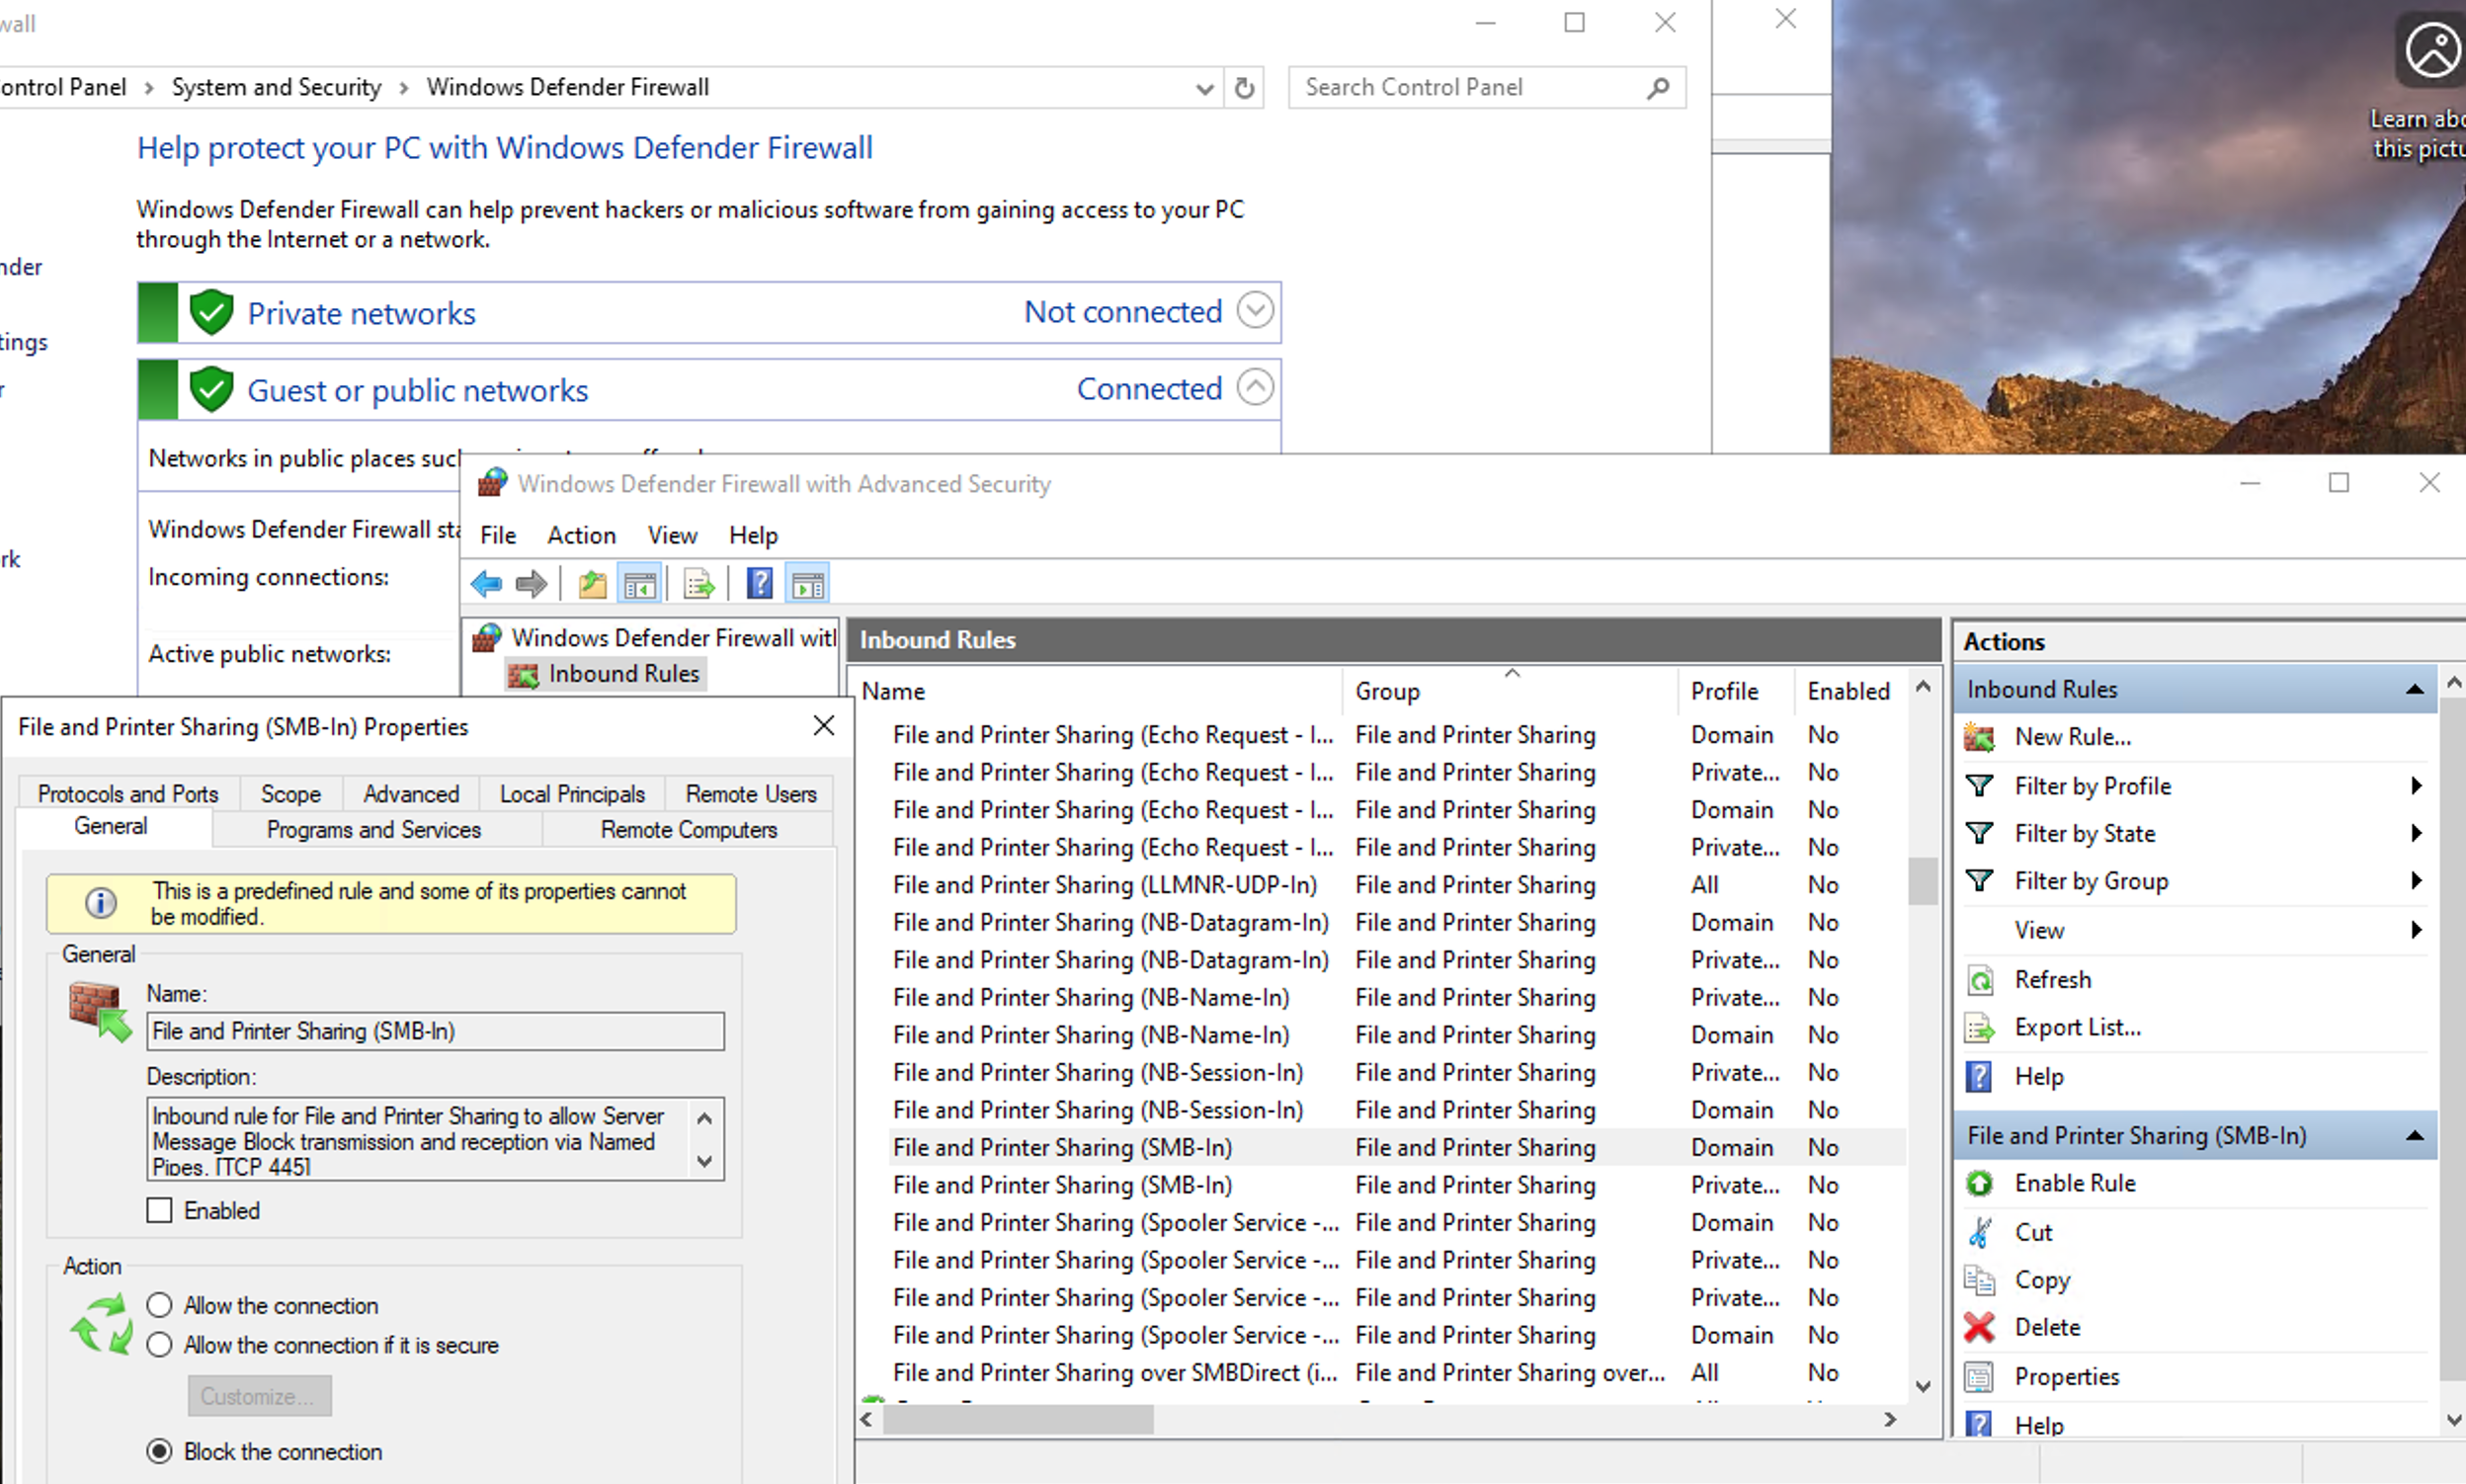 wall
ontrol Panel > System and Security > Windows Defender Firewall
Search Control Panel
Learn abo
this pictu
Help protect your PC with Windows Defender Firewall
Windows Defender Firewall can help prevent hackers or malicious software from gaining access to your PC
through the Internet or a network.
nder
tings
r
rk
Private networks Not connected
Guest or public networks Connected
Networks in public places suc
Windows Defender Firewall sta
Incoming connections:
Active public networks:
Windows Defender Firewall with Advanced Security
File Action View Help
Windows Defender Firewall witl
Inbound Rules
Inbound Rules
Name Group Profile Enabled
File and Printer Sharing (Echo Request - I... File and Printer Sharing Domain No
File and Printer Sharing (Echo Request - I... File and Printer Sharing Private... No
File and Printer Sharing (Echo Request - I... File and Printer Sharing Domain No
File and Printer Sharing (Echo Request - I... File and Printer Sharing Private... No
File and Printer Sharing (LLMNR-UDP-In) File and Printer Sharing All No
File and Printer Sharing (NB-Datagram-In) File and Printer Sharing Domain No
File and Printer Sharing (NB-Datagram-In) File and Printer Sharing Private... No
File and Printer Sharing (NB-Name-In) File and Printer Sharing Private... No
File and Printer Sharing (NB-Name-In) File and Printer Sharing Domain No
File and Printer Sharing (NB-Session-In) File and Printer Sharing Private... No
File and Printer Sharing (NB-Session-In) File and Printer Sharing Domain No
File and Printer Sharing (SMB-In) File and Printer Sharing Domain No
File and Printer Sharing (SMB-In) File and Printer Sharing Private... No
File and Printer Sharing (Spooler Service -... File and Printer Sharing Domain No
File and Printer Sharing (Spooler Service -... File and Printer Sharing Private... No
File and Printer Sharing (Spooler Service -... File and Printer Sharing Private... No
File and Printer Sharing (Spooler Service -... File and Printer Sharing Domain No
File and Printer Sharing over SMBDirect (i... File and Printer Sharing over... All No
Actions
Inbound Rules
New Rule...
Filter by Profile
Filter by State
Filter by Group
View
Refresh
Export List...
Help
File and Printer Sharing (SMB-In)
Enable Rule
Cut
Copy
Delete
Properties
Help
File and Printer Sharing (SMB-In) Properties
Protocols and Ports Scope Advanced Local Principals Remote Users
General Programs and Services Remote Computers
This is a predefined rule and some of its properties cannot
be modified.
General
Name:
File and Printer Sharing (SMB-In)
Description:
Inbound rule for File and Printer Sharing to allow Server
Message Block transmission and reception via Named
Pipes. [TCP 445]
Enabled
Action
Allow the connection
Allow the connection if it is secure
Customize...
Block the connection